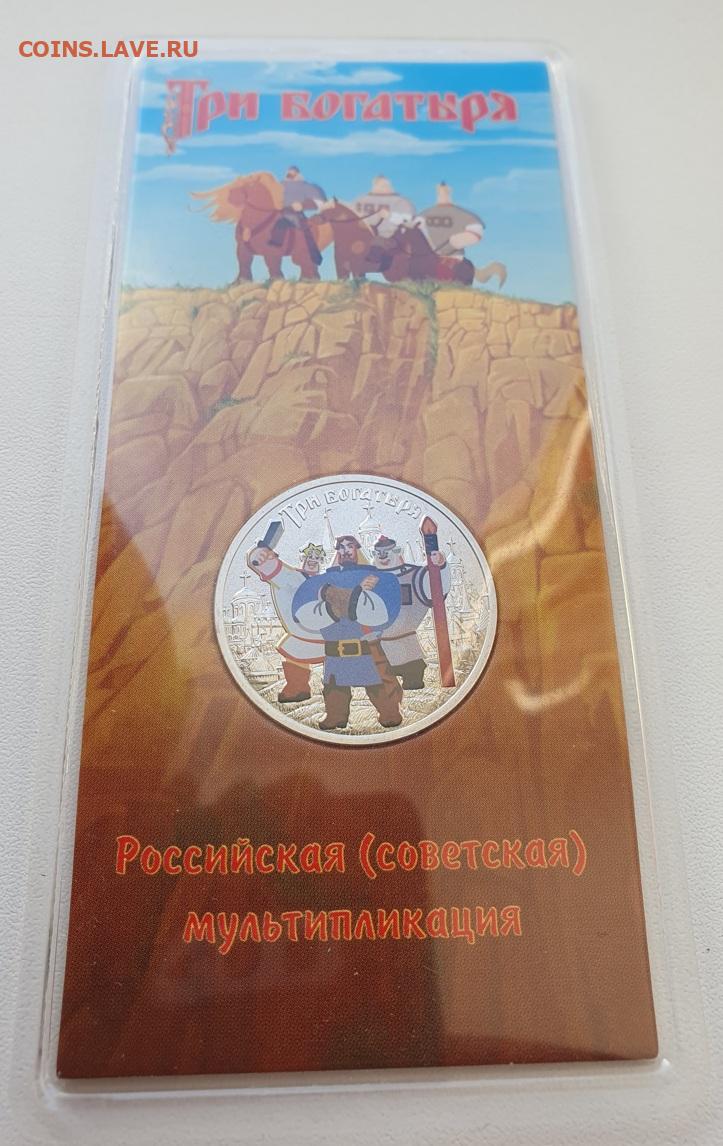 COINS.LAVE.RU
Три богатыря
Три богатыря
Российская (советская)
мультипликация